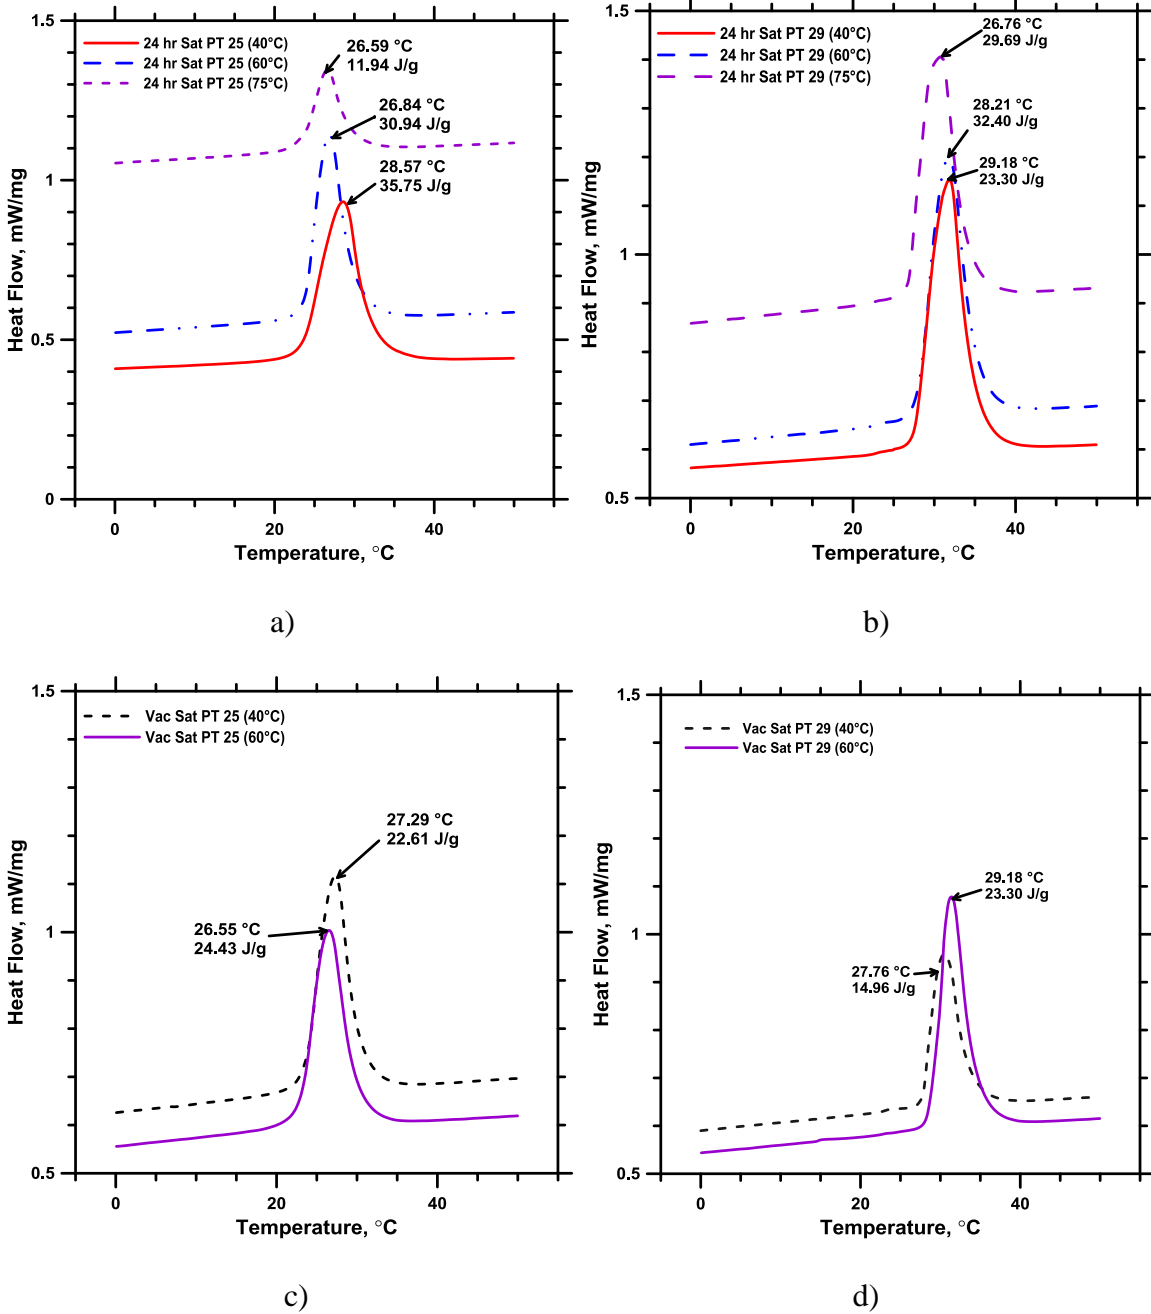 24 hr Sat PT 25 (40°C)
24 hr Sat PT 25 (60°C)
24 hr Sat PT 25 (75°C)
26.59 °C
11.94 J/g
26.84 °C
30.94 J/g
28.57 °C
35.75 J/g
1.5
1
0.5
0
Heat Flow, mW/mg
0
20
40
Temperature, °C
a)
24 hr Sat PT 29 (40°C)
24 hr Sat PT 29 (60°C)
24 hr Sat PT 29 (75°C)
26.76 °C
29.69 J/g
28.21 °C
32.40 J/g
29.18 °C
23.30 J/g
1.5
1
0.5
Heat Flow, mW/mg
0
20
40
Temperature, °C
b)
Vac Sat PT 25 (40°C)
Vac Sat PT 25 (60°C)
27.29 °C
22.61 J/g
26.55 °C
24.43 J/g
1.5
1
0.5
Heat Flow, mW/mg
0
20
40
Temperature, °C
c)
Vac Sat PT 29 (40°C)
Vac Sat PT 29 (60°C)
29.18 °C
23.30 J/g
27.76 °C
14.96 J/g
1.5
1
0.5
Heat Flow, mW/mg
0
20
40
Temperature, °C
d)